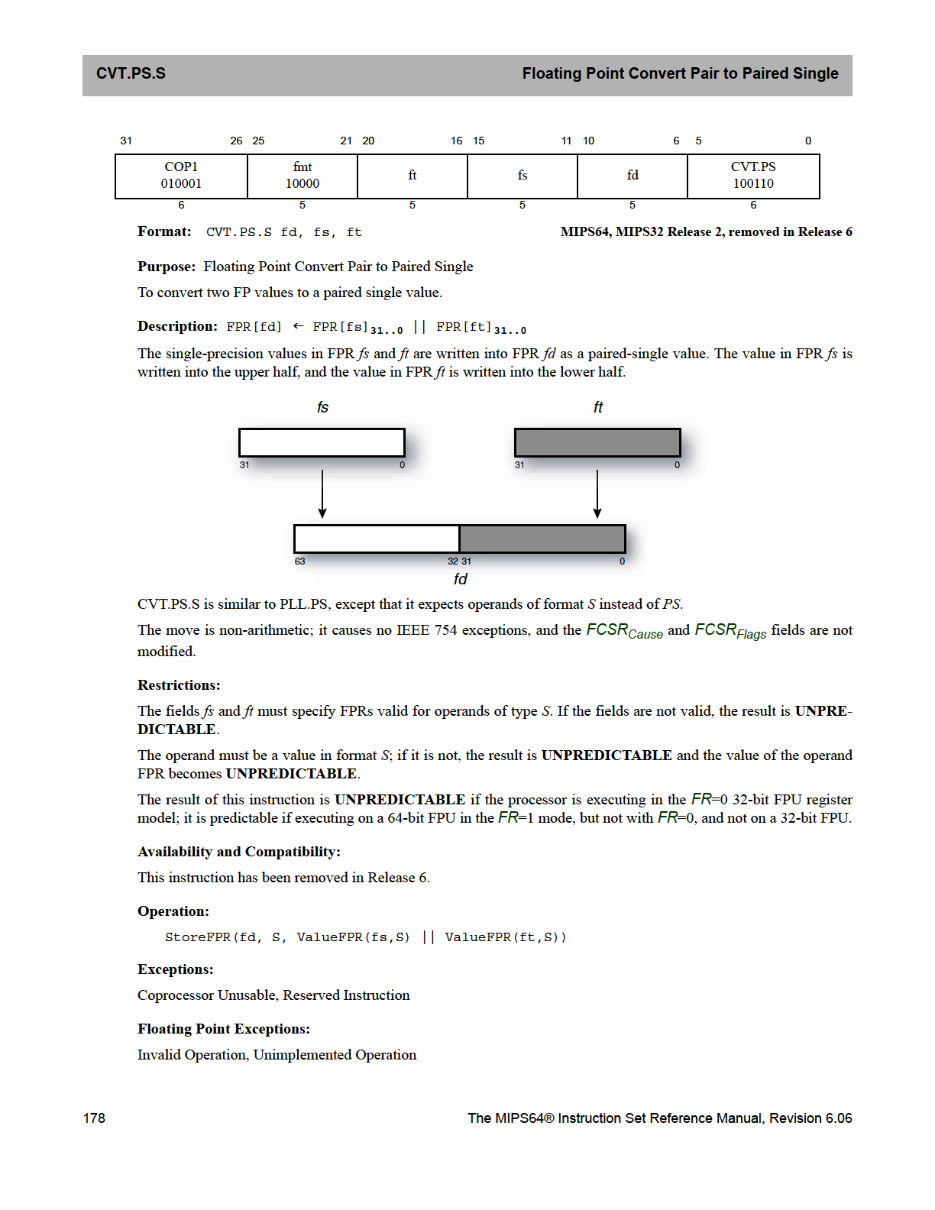 CVT.PS.S Floating Point Convert Pair to Paired Single
31 26 25 21 20 16 15 11 10 6 5 0
COP1 fmt ft fs fd CVT.PS
010001 10000 100110
6 5 5 5 5 6
Format: CVT.PS.S fd, fs, ft MIPS64, MIPS32 Release 2, removed in Release 6
Purpose: Floating Point Convert Pair to Paired Single
To convert two FP values to a paired single value.
Description: FPR[fd] ← FPR[fs]31..0 || FPR[ft]31..0
The single-precision values in FPR fs and ft are written into FPR fd as a paired-single value. The value in FPR fs is
written into the upper half, and the value in FPR ft is written into the lower half.
fs ft
31 0 31 0
63 32 31 0
fd
CVT.PS.S is similar to PLL.PS, except that it expects operands of format S instead of PS.
The move is non-arithmetic; it causes no IEEE 754 exceptions, and the FCSRCause and FCSRFlags fields are not
modified.
Restrictions:
The fields fs and ft must specify FPRs valid for operands of type S. If the fields are not valid, the result is UNPRE-
DICTABLE.
The operand must be a value in format S; if it is not, the result is UNPREDICTABLE and the value of the operand
FPR becomes UNPREDICTABLE.
The result of this instruction is UNPREDICTABLE if the processor is executing in the FR=0 32-bit FPU register
model; it is predictable if executing on a 64-bit FPU in the FR=1 mode, but not with FR=0, and not on a 32-bit FPU.
Availability and Compatibility:
This instruction has been removed in Release 6.
Operation:
StoreFPR(fd, S, ValueFPR(fs,S) || ValueFPR(ft,S))
Exceptions:
Coprocessor Unusable, Reserved Instruction
Floating Point Exceptions:
Invalid Operation, Unimplemented Operation
178 The MIPS64® Instruction Set Reference Manual, Revision 6.06